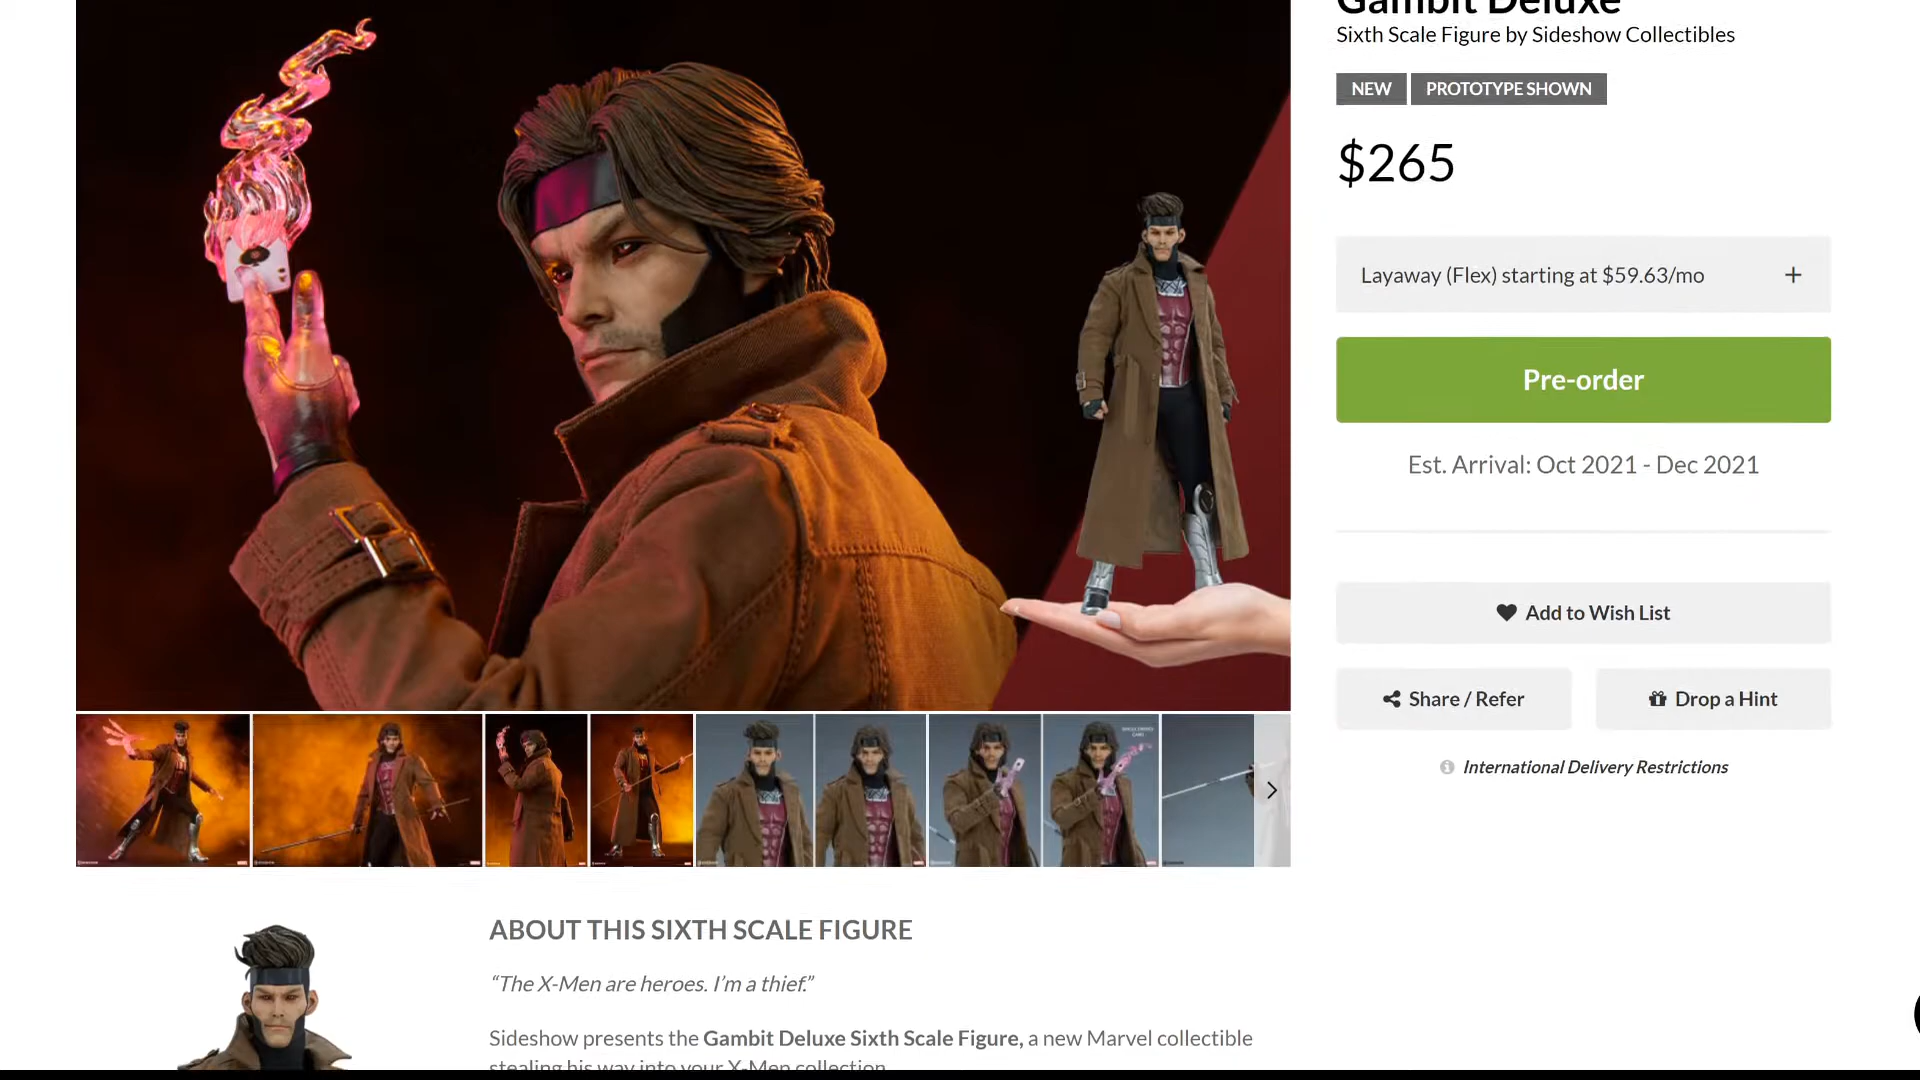 Gambit Deluxe
Sixth Scale Figure by Sideshow Collectibles
NEW
PROTOTYPE SHOWN
$265
Layaway (Flex) starting at $59.63/mo
+
Pre-order
Est. Arrival: Oct 2021 - Dec 2021
Add to Wish List
Share / Refer
Drop a Hint
International Delivery Restrictions
ABOUT THIS SIXTH SCALE FIGURE
“The X-Men are heroes. I’m a thief.”
Sideshow presents the Gambit Deluxe Sixth Scale Figure, a new Marvel collectible
stealing his way into your X-Men collection.